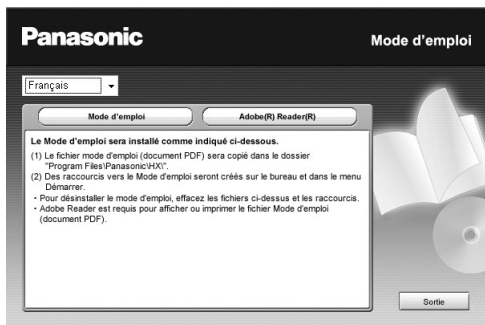 Panasonic
Mode d'emploi
Français
Mode d'emploi
Adobe(R) Reader(R)
Le Mode d'emploi sera installé comme indiqué ci-dessous.
(1) Le fichier mode d'emploi (document PDF) sera copié dans le dossier
"Program Files\Panasonic\HX\".
(2) Des raccourcis vers le Mode d'emploi seront créés sur le bureau et dans le menu
Démarrer.
・Pour désinstaller le mode d'emploi, effacez les fichiers ci-dessus et les raccourcis.
・Adobe Reader est requis pour afficher ou imprimer le fichier Mode d'emploi
(document PDF).
Sortie